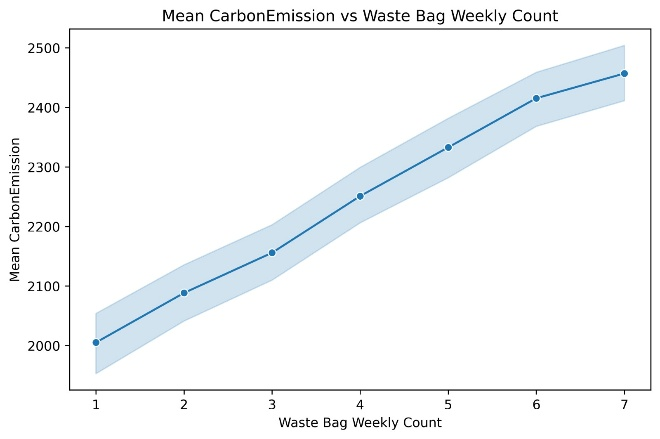 Mean CarbonEmission vs Waste Bag Weekly Count
Mean CarbonEmission
2500
2400
2300
2200
2100
2000
1 2 3 4 5 6 7
Waste Bag Weekly Count